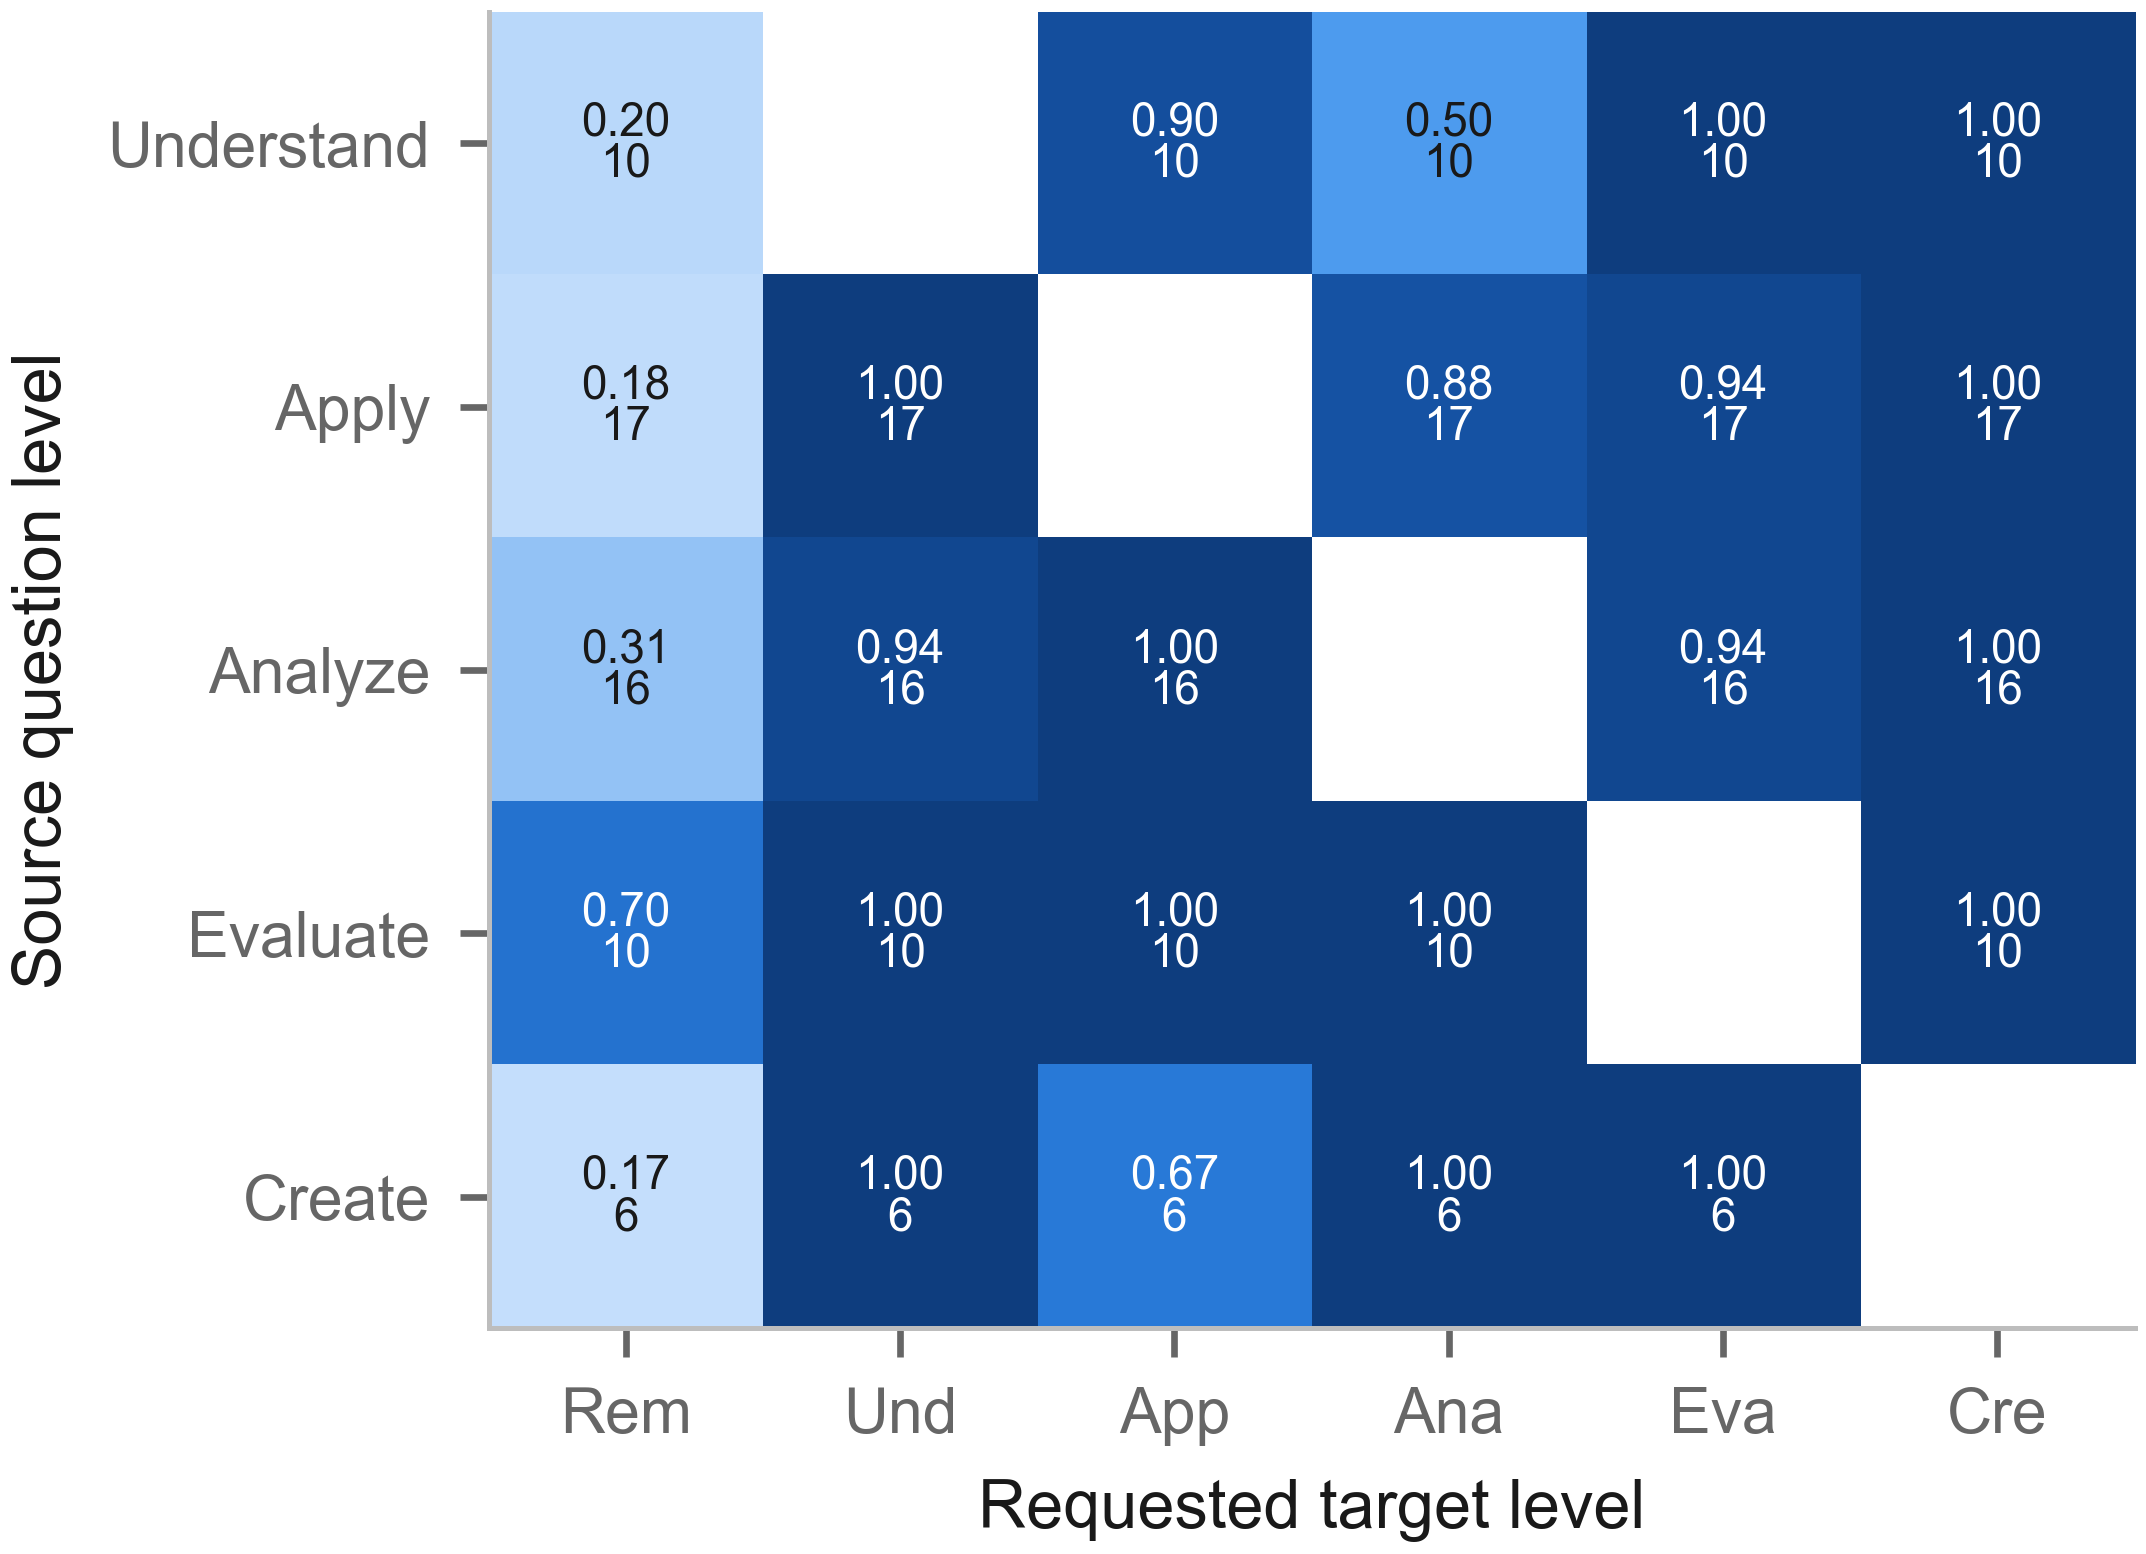 Source question level
Understand
0.20 0.90 0.50 1.00 1.00
10 10 10 10 10
Apply
0.18 1.00 0.88 0.94 1.00
17 17 17 17 17
Analyze
0.31 0.94 1.00 0.94 1.00
16 16 16 16 16
Evaluate
0.70 1.00 1.00 1.00 1.00
10 10 10 10 10
Create
0.17 1.00 0.67 1.00 1.00
6 6 6 6 6
Rem Und App Ana Eva Cre
Requested target level